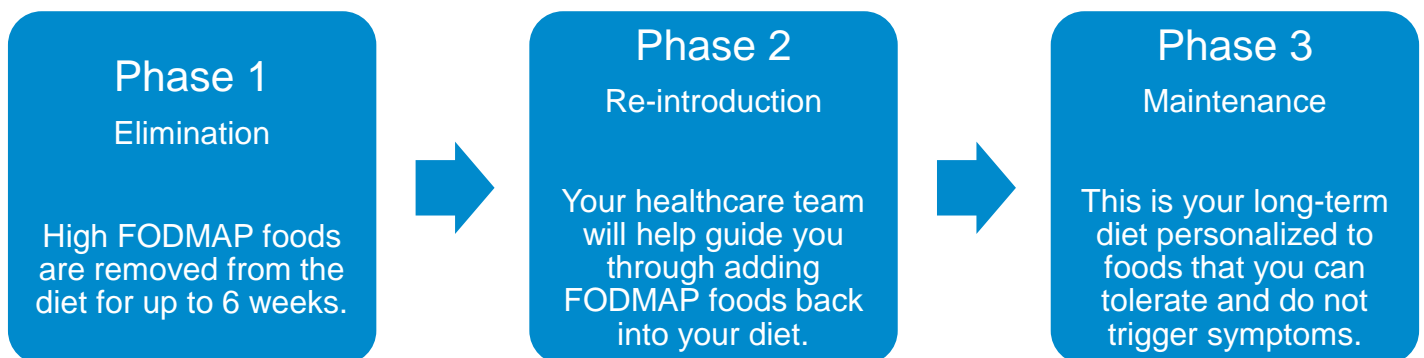 Phase 1
Elimination
High FODMAP foods
are removed from the
diet for up to 6 weeks.
Phase 2
Re-introduction
Your healthcare team
will help guide you
through adding
FODMAP foods back
into your diet.
Phase 3
Maintenance
This is your long-term
diet personalized to
foods that you can
tolerate and do not
trigger symptoms.